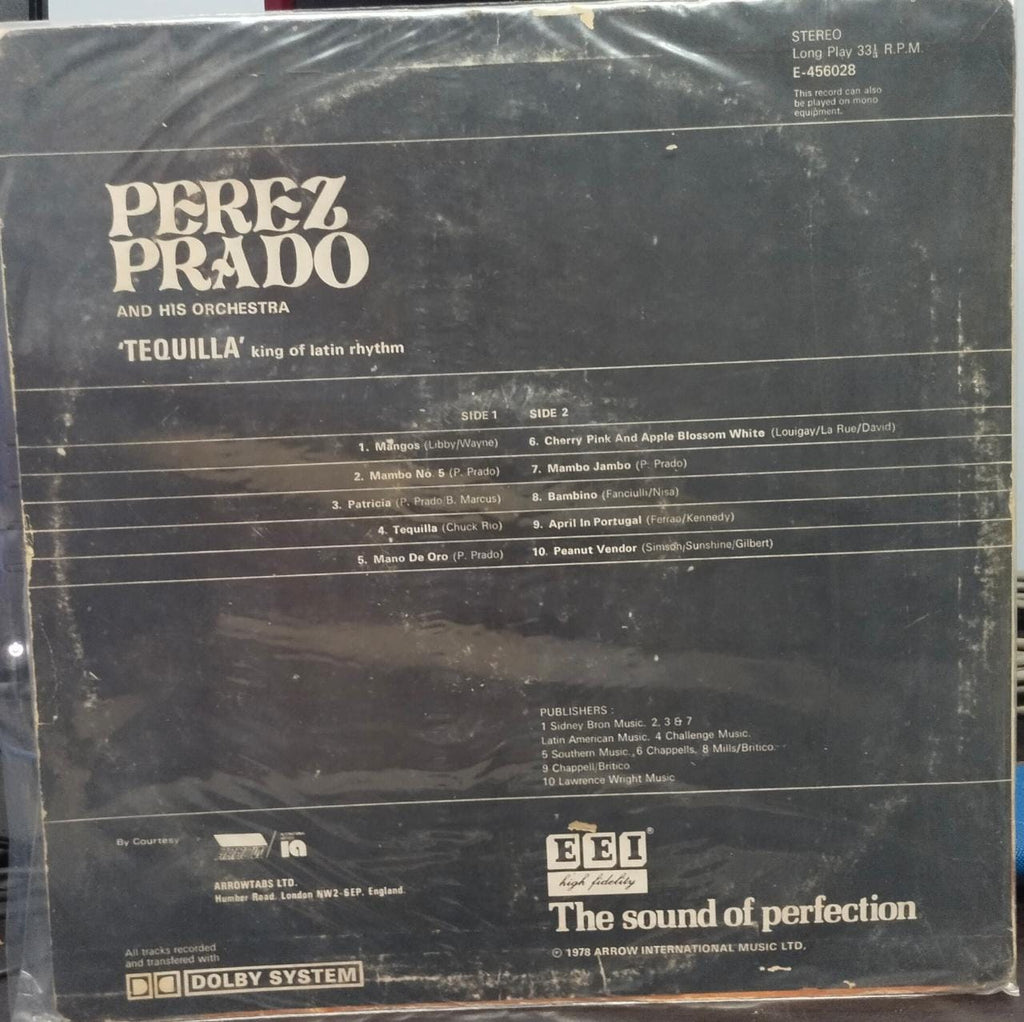 STEREO
Long Play 33⅓ R.P.M.
E-456028
This record can also
be played on mono
equipment.
PEREZ
PRADO
AND HIS ORCHESTRA
'TEQUILLA' king of latin rhythm
SIDE 1
1. Mangos (Libby/Wayne)
2. Mambo No. 5 (P. Prado)
3. Patricia (P. Prado/B. Marcus)
4. Tequilla (Chuck Rio)
5. Mano De Oro (P. Prado)
SIDE 2
6. Cherry Pink And Apple Blossom White (Louigay/La Rue/David)
7. Mambo Jambo (P. Prado)
8. Bambino (Fanciulli/Nisa)
9. April In Portugal (Ferrao/Kennedy)
10. Peanut Vendor (Simson/Sunshine/Gilbert)
PUBLISHERS :
1 Sidney Bron Music. 2, 3 & 7
Latin American Music. 4 Challenge Music.
5 Southern Music., 6 Chappells. 8 Mills/Britico.
9 Chappell/Britico
10 Lawrence Wright Music
By Courtesy
ia
ARROWTABS LTD.
Humber Road. London NW2-6EP. England.
All tracks recorded
and transfered with
DOLBY SYSTEM
EEI®
high fidelity
The sound of perfection
© 1978 ARROW INTERNATIONAL MUSIC LTD.